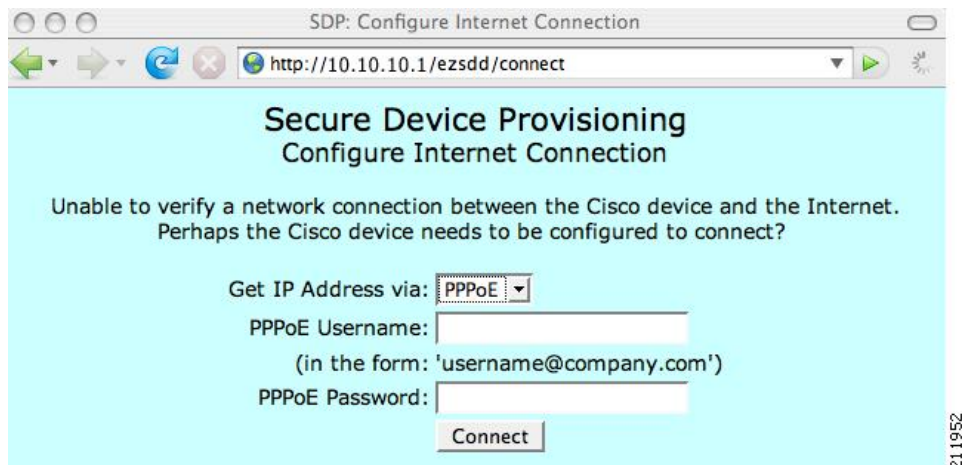 SDP: Configure Internet Connection
http://10.10.10.1/ezsdd/connect
Secure Device Provisioning
Configure Internet Connection
Unable to verify a network connection between the Cisco device and the Internet.
Perhaps the Cisco device needs to be configured to connect?
Get IP Address via: PPPoE
PPPoE Username:
(in the form: 'username@company.com')
PPPoE Password:
Connect
211952